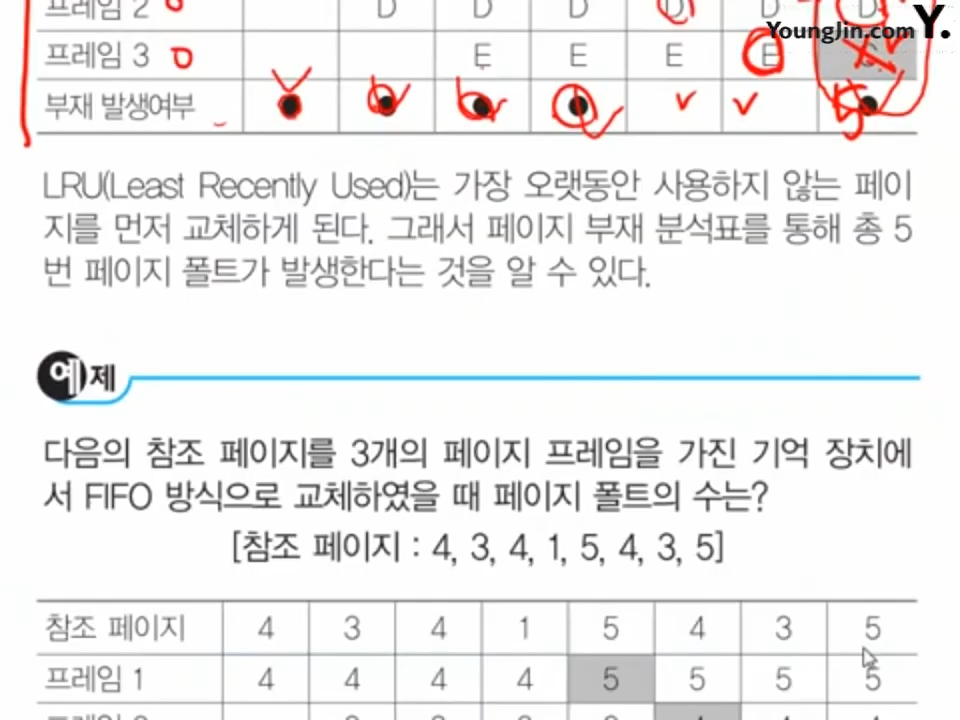 프레임 2 D D D D D D
YoungJin.com Y.
프레임 3 E E E E
부재 발생여부 ● ● ● ● ●
LRU(Least Recently Used)는 가장 오랫동안 사용하지 않는 페이
지를 먼저 교체하게 된다. 그래서 페이지 부재 분석표를 통해 총 5
번 페이지 폴트가 발생한다는 것을 알 수 있다.
예제
다음의 참조 페이지를 3개의 페이지 프레임을 가진 기억 장치에
서 FIFO 방식으로 교체하였을 때 페이지 폴트의 수는?
[참조 페이지 : 4, 3, 4, 1, 5, 4, 3, 5]
참조 페이지 4 3 4 1 5 4 3 5
프레임 1 4 4 4 4 5 5 5 5